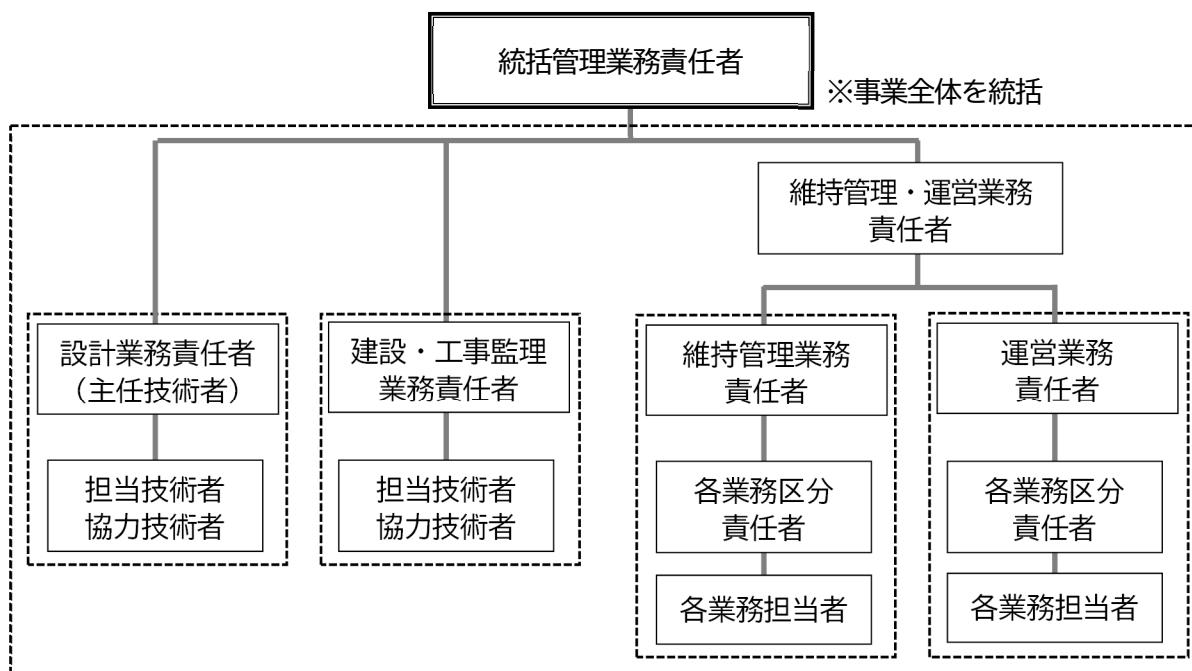 統括管理業務責任者
※事業全体を統括
維持管理・運営業務
責任者
設計業務責任者
（主任技術者）
建設・工事監理
業務責任者
維持管理業務
責任者
運営業務
責任者
担当技術者
協力技術者
担当技術者
協力技術者
各業務区分
責任者
各業務区分
責任者
各業務担当者
各業務担当者